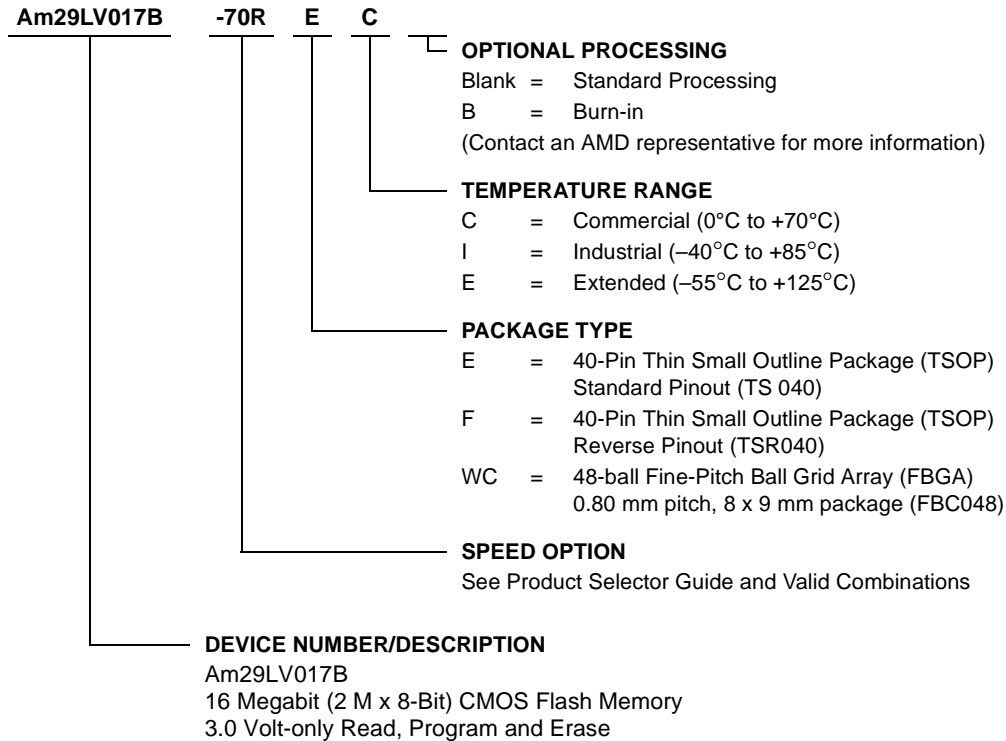 Am29LV017B -70R E C
OPTIONAL PROCESSING
Blank = Standard Processing
B = Burn-in
(Contact an AMD representative for more information)
TEMPERATURE RANGE
C = Commercial (0°C to +70°C)
I = Industrial (–40°C to +85°C)
E = Extended (–55°C to +125°C)
PACKAGE TYPE
E = 40-Pin Thin Small Outline Package (TSOP)
Standard Pinout (TS 040)
F = 40-Pin Thin Small Outline Package (TSOP)
Reverse Pinout (TSR040)
WC = 48-ball Fine-Pitch Ball Grid Array (FBGA)
0.80 mm pitch, 8 x 9 mm package (FBC048)
SPEED OPTION
See Product Selector Guide and Valid Combinations
DEVICE NUMBER/DESCRIPTION
Am29LV017B
16 Megabit (2 M x 8-Bit) CMOS Flash Memory
3.0 Volt-only Read, Program and Erase